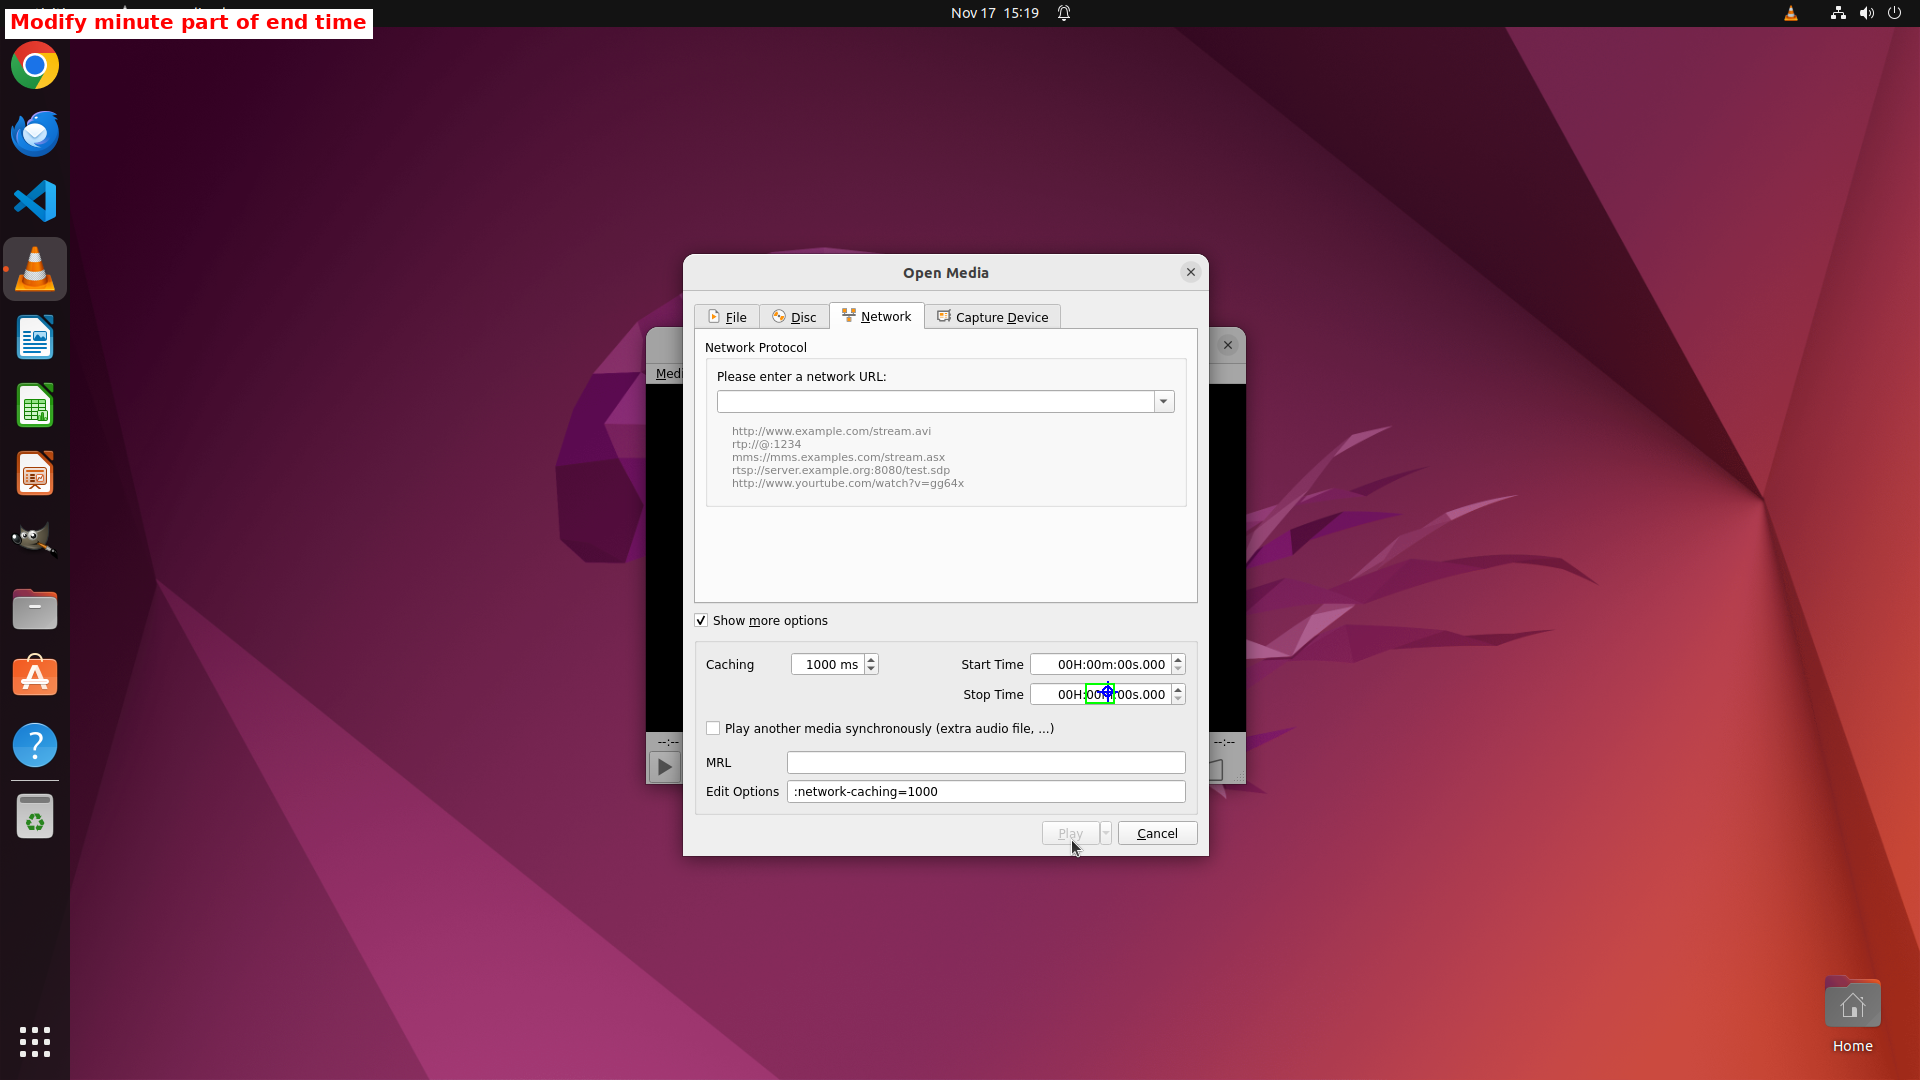 Modify minute part of end time
Nov 17 15:19
Open Media
File
Disc
Network
Capture Device
Network Protocol
Please enter a network URL:
http://www.example.com/stream.avi
rtp://@:1234
mms://mms.examples.com/stream.asx
rtsp://server.example.org:8080/test.sdp
http://www.yourtube.com/watch?v=gg64x
Show more options
Caching
1000 ms
Start Time
00H:00m:00s.000
Stop Time
00H:00m:00s.000
Play another media synchronously (extra audio file, ...)
--:--
--:--
MRL
Edit Options
:network-caching=1000
Play
Cancel
Home